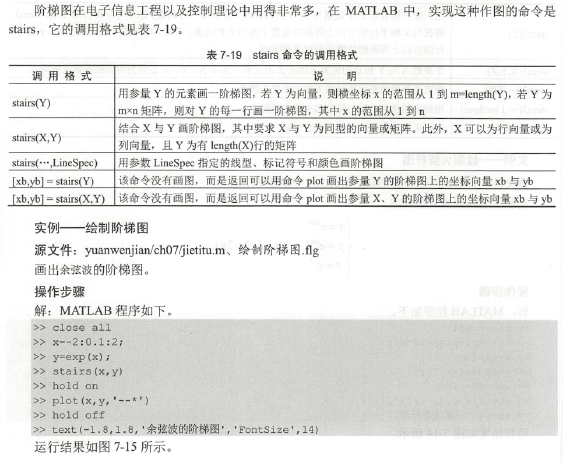 阶梯图在电子信息工程以及控制理论中用得非常多，在 MATLAB 中，实现这种作图的命令是
stairs，它的调用格式见表 7-19。
表 7-19 stairs 命令的调用格式
调 用 格 式 说 明
stairs(Y) 用参量 Y 的元素画一阶梯图，若 Y 为向量，则横坐标 x 的范围从 1 到 m=length(Y)，若 Y 为
m×n 矩阵，则对 Y 的每一行画一阶梯图，其中 x 的范围从 1 到 n
stairs(X,Y) 结合 X 与 Y 画阶梯图，其中要求 X 与 Y 为同型的向量或矩阵。此外，X 可以为行向量或为
列向量，且 Y 为有 length(X)行的矩阵
stairs(…,LineSpec) 用参数 LineSpec 指定的线型、标记符号和颜色画阶梯图
[xb,yb] = stairs(Y) 该命令没有画图，而是返回可以用命令 plot 画出参量 Y 的阶梯图上的坐标向量 xb 与 yb
[xb,yb] = stairs(X,Y) 该命令没有画图，而是返回可以用命令 plot 画出参量 X、Y 的阶梯图上的坐标向量 xb 与 yb
实例——绘制阶梯图
源文件：yuanwenjian/ch07/jietitu.m、绘制阶梯图.flg
画出余弦波的阶梯图。
操作步骤
解：MATLAB 程序如下。
>> close all
>> x=-2:0.1:2;
>> y=exp(x);
>> stairs(x,y)
>> hold on
>> plot(x,y,'--*')
>> hold off
>> text(-1.8,1.8,'余弦波的阶梯图','FontSize',14)
运行结果如图 7-15 所示。